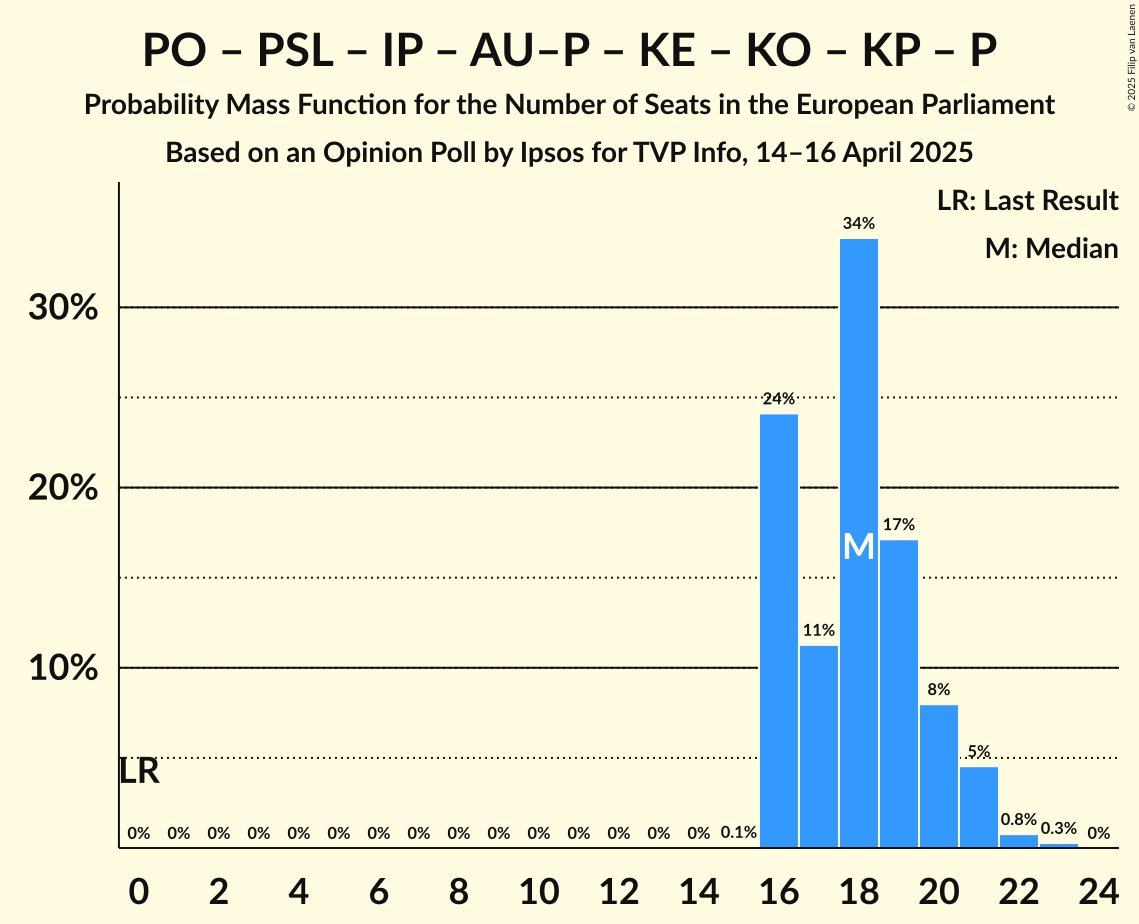 PO – PSL – IP – AU–P – KE – KO – KP – P
Probability Mass Function for the Number of Seats in the European Parliament
Based on an Opinion Poll by Ipsos for TVP Info, 14–16 April 2025
© 2025 Filip van Laenen
LR: Last Result
M: Median
34%
30%
24%
20%
17%
M
11%
10%
8%
5%
LR
0% 0% 0% 0% 0% 0% 0% 0% 0% 0% 0% 0% 0% 0% 0% 0.1% 0.8% 0.3% 0%
0 2 4 6 8 10 12 14 16 18 20 22 24